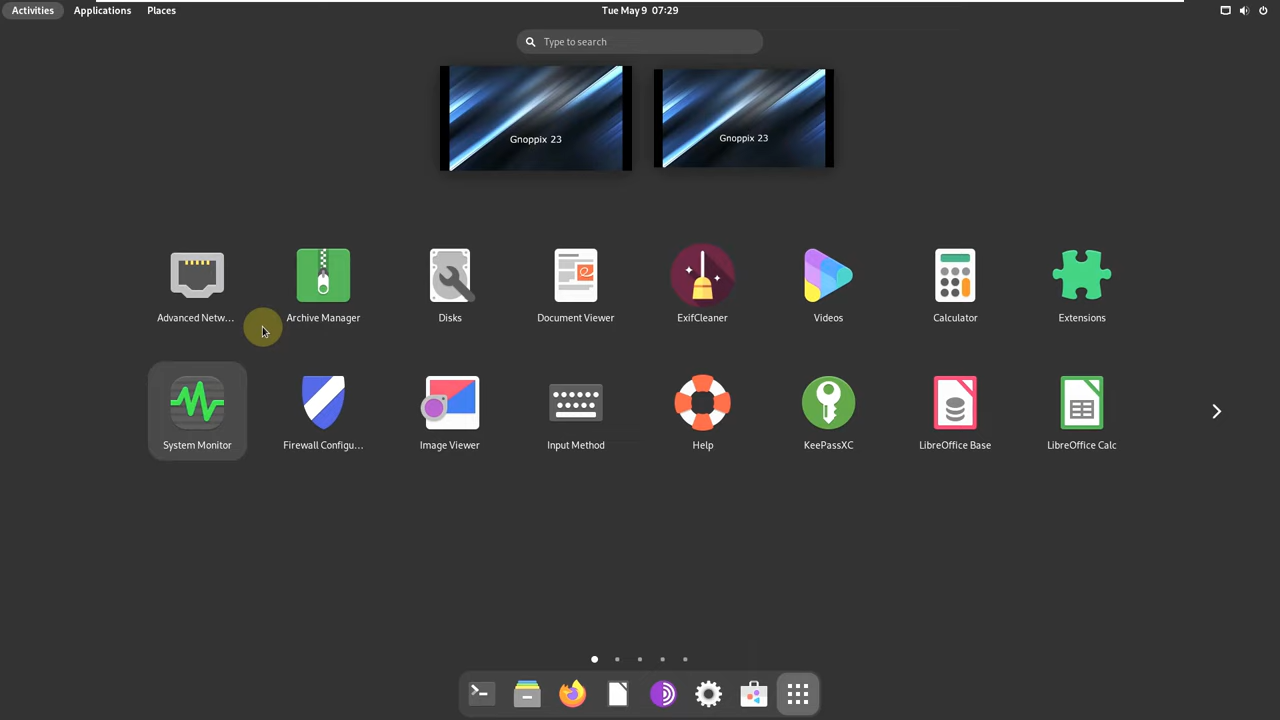 Activities Applications Places Tue May 9 07:29
Type to search
Gnoppix 23 Gnoppix 23
Advanced Netw... Archive Manager Disks Document Viewer ExifCleaner Videos Calculator Extensions
System Monitor Firewall Configu... Image Viewer Input Method Help KeePassXC LibreOffice Base LibreOffice Calc